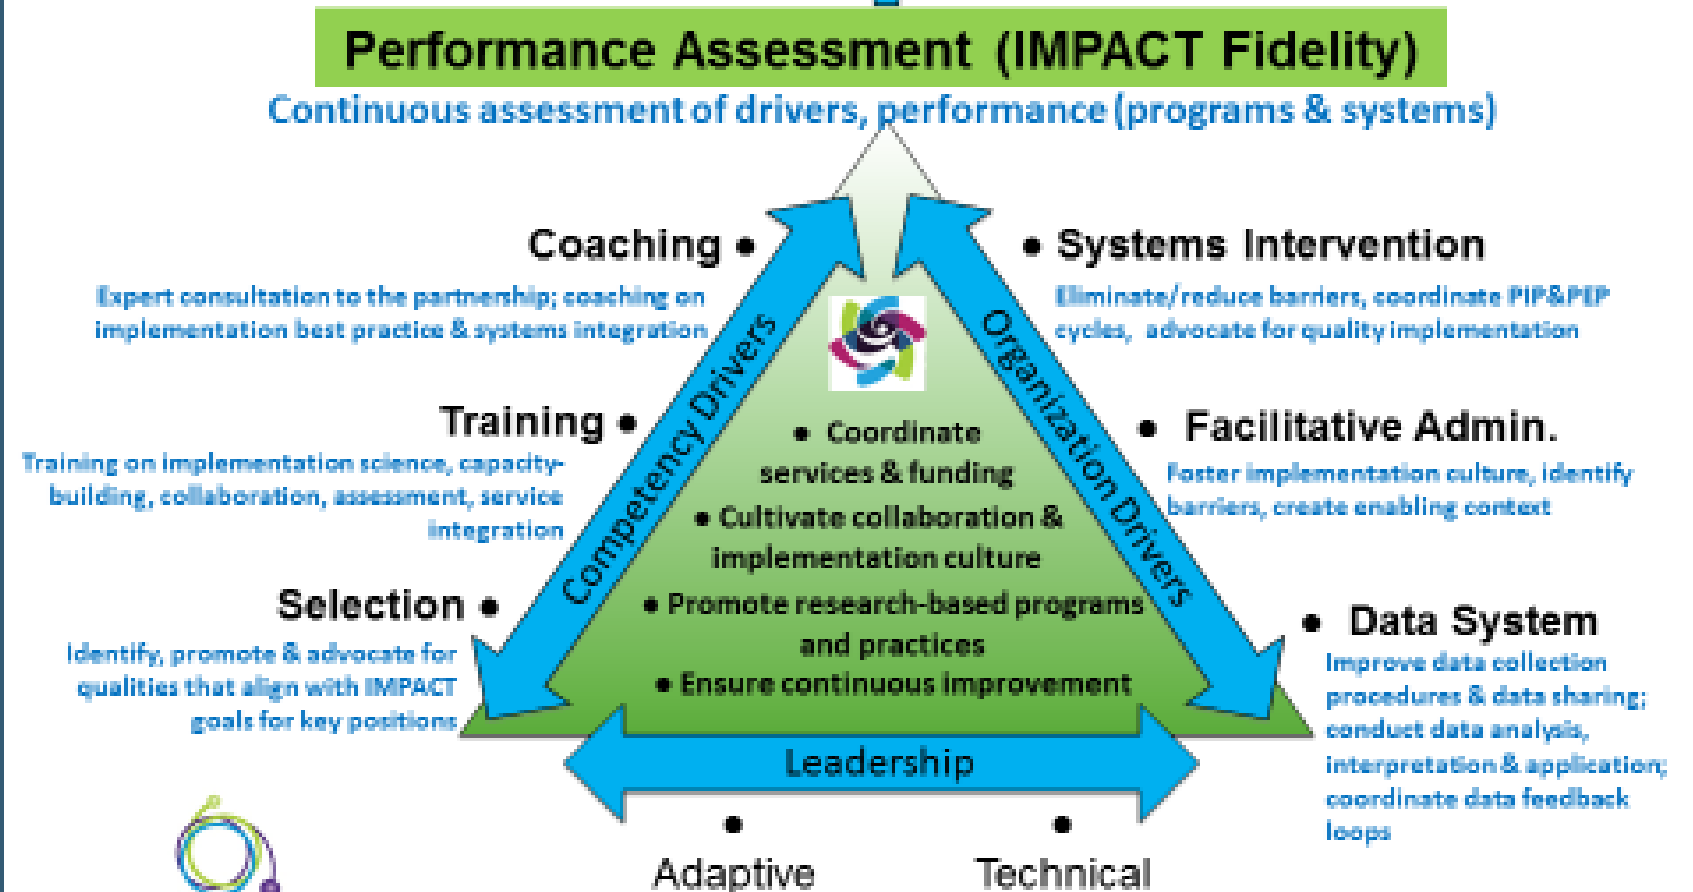 Performance Assessment (IMPACT Fidelity)
Continuous assessment of drivers, performance (programs & systems)
Coaching •
Expert consultation to the partnership; coaching on
implementation best practice & systems integration
Training •
Training on implementation science, capacity-
building, collaboration, assessment, service
integration
Selection •
Identify, promote & advocate for
qualities that align with IMPACT
goals for key positions
Competency Drivers
• Coordinate
services & funding
• Cultivate collaboration &
implementation culture
• Promote research-based programs
and practices
• Ensure continuous improvement
Organization Drivers
• Systems Intervention
Eliminate/reduce barriers, coordinate PIP&PEP
cycles, advocate for quality implementation
• Facilitative Admin.
Foster implementation culture, identify
barriers, create enabling context
• Data System
Improve data collection
procedures & data sharing;
conduct data analysis,
interpretation & application;
coordinate data feedback
loops
Leadership
• •
Adaptive Technical